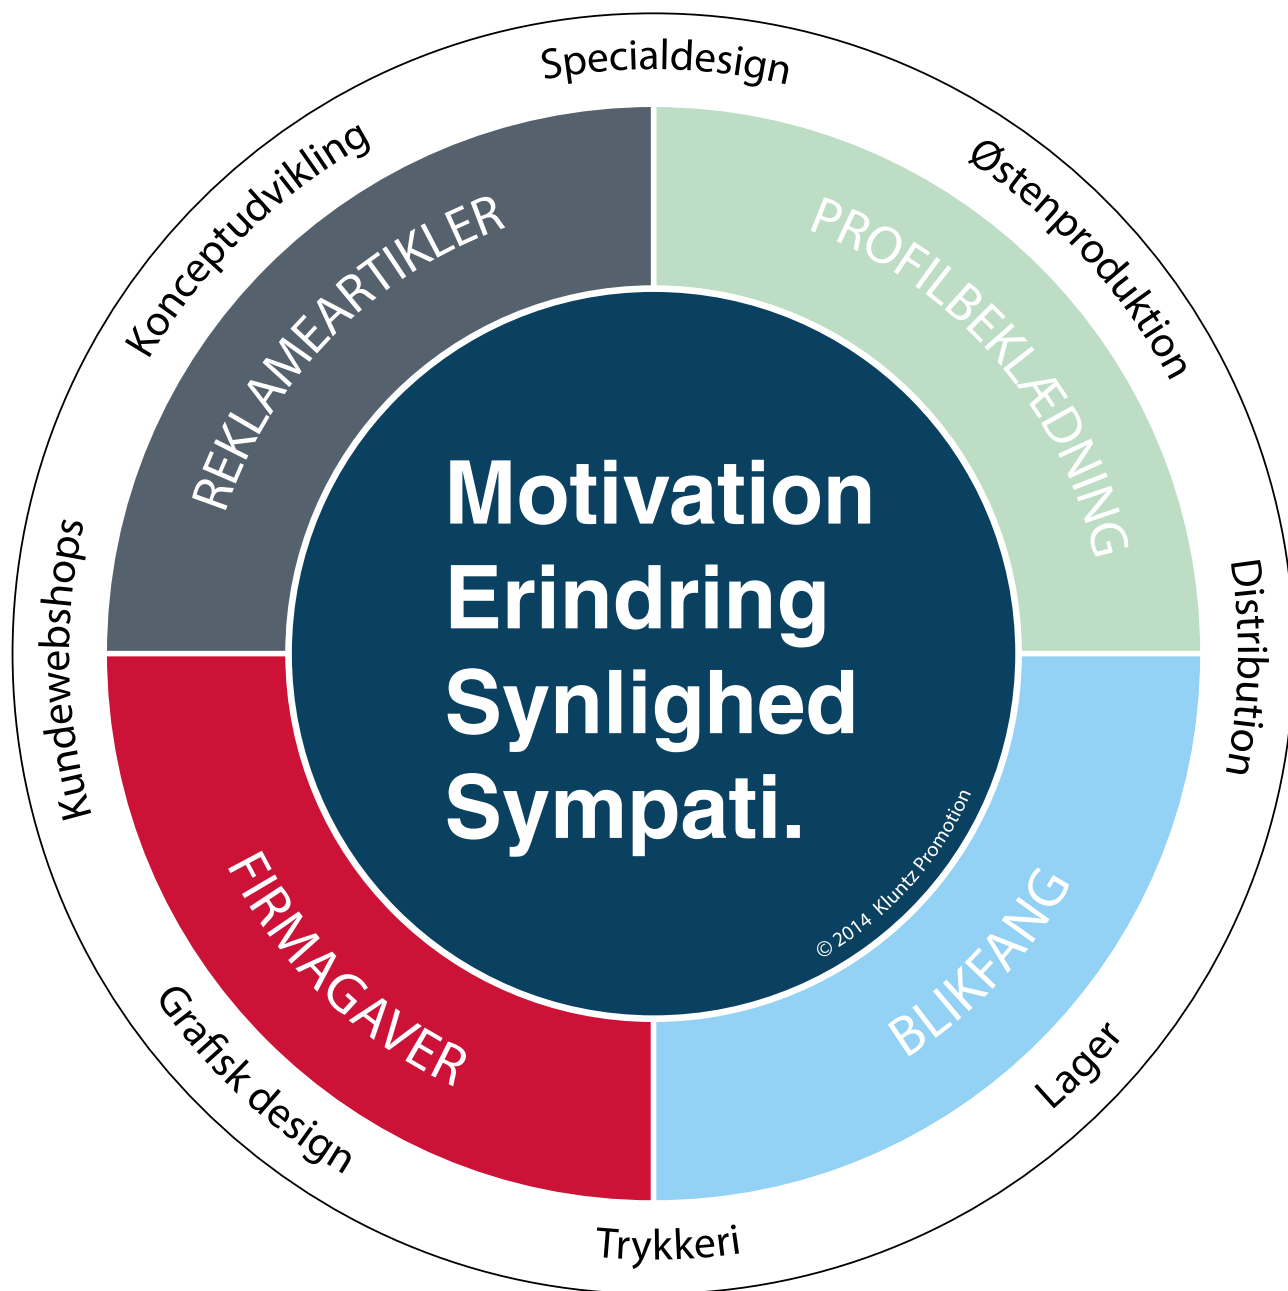 Specialdesign
Østenproduktion
Distribution
Lager
Trykkeri
Grafisk design
Kundewebshops
Konceptudvikling
REKLAMEARTIKLER
PROFILBEKLÆDNING
BLIKFANG
FIRMAGAVER
Motivation
Erindring
Synlighed
Sympati.
© 2014 Kluntz Promotion